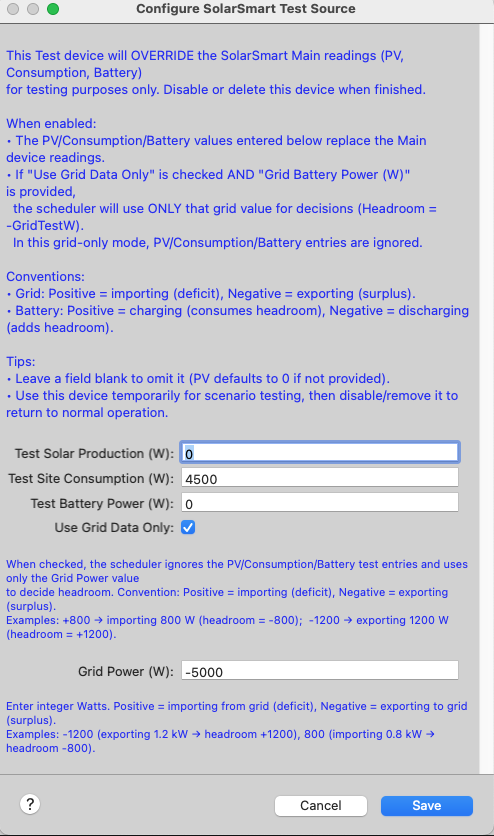 Configure SolarSmart Test Source
This Test device will OVERRIDE the SolarSmart Main readings (PV,
Consumption, Battery)
for testing purposes only. Disable or delete this device when finished.
When enabled:
• The PV/Consumption/Battery values entered below replace the Main
device readings.
• If "Use Grid Data Only" is checked AND "Grid Battery Power (W)"
is provided,
the scheduler will use ONLY that grid value for decisions (Headroom =
-GridTestW).
In this grid-only mode, PV/Consumption/Battery entries are ignored.
Conventions:
• Grid: Positive = importing (deficit), Negative = exporting (surplus).
• Battery: Positive = charging (consumes headroom), Negative = discharging
(adds headroom).
Tips:
• Leave a field blank to omit it (PV defaults to 0 if not provided).
• Use this device temporarily for scenario testing, then disable/remove it to
return to normal operation.
Test Solar Production (W): 0
Test Site Consumption (W): 4500
Test Battery Power (W): 0
Use Grid Data Only:
When checked, the scheduler ignores the PV/Consumption/Battery test entries and uses
only the Grid Power value
to decide headroom. Convention: Positive = importing (deficit), Negative = exporting
(surplus).
Examples: +800 → importing 800 W (headroom = -800); -1200 → exporting 1200 W
(headroom = +1200).
Grid Power (W): -5000
Enter integer Watts. Positive = importing from grid (deficit), Negative = exporting to grid
(surplus).
Examples: -1200 (exporting 1.2 kW → headroom +1200), 800 (importing 0.8 kW →
headroom -800).
? Cancel Save